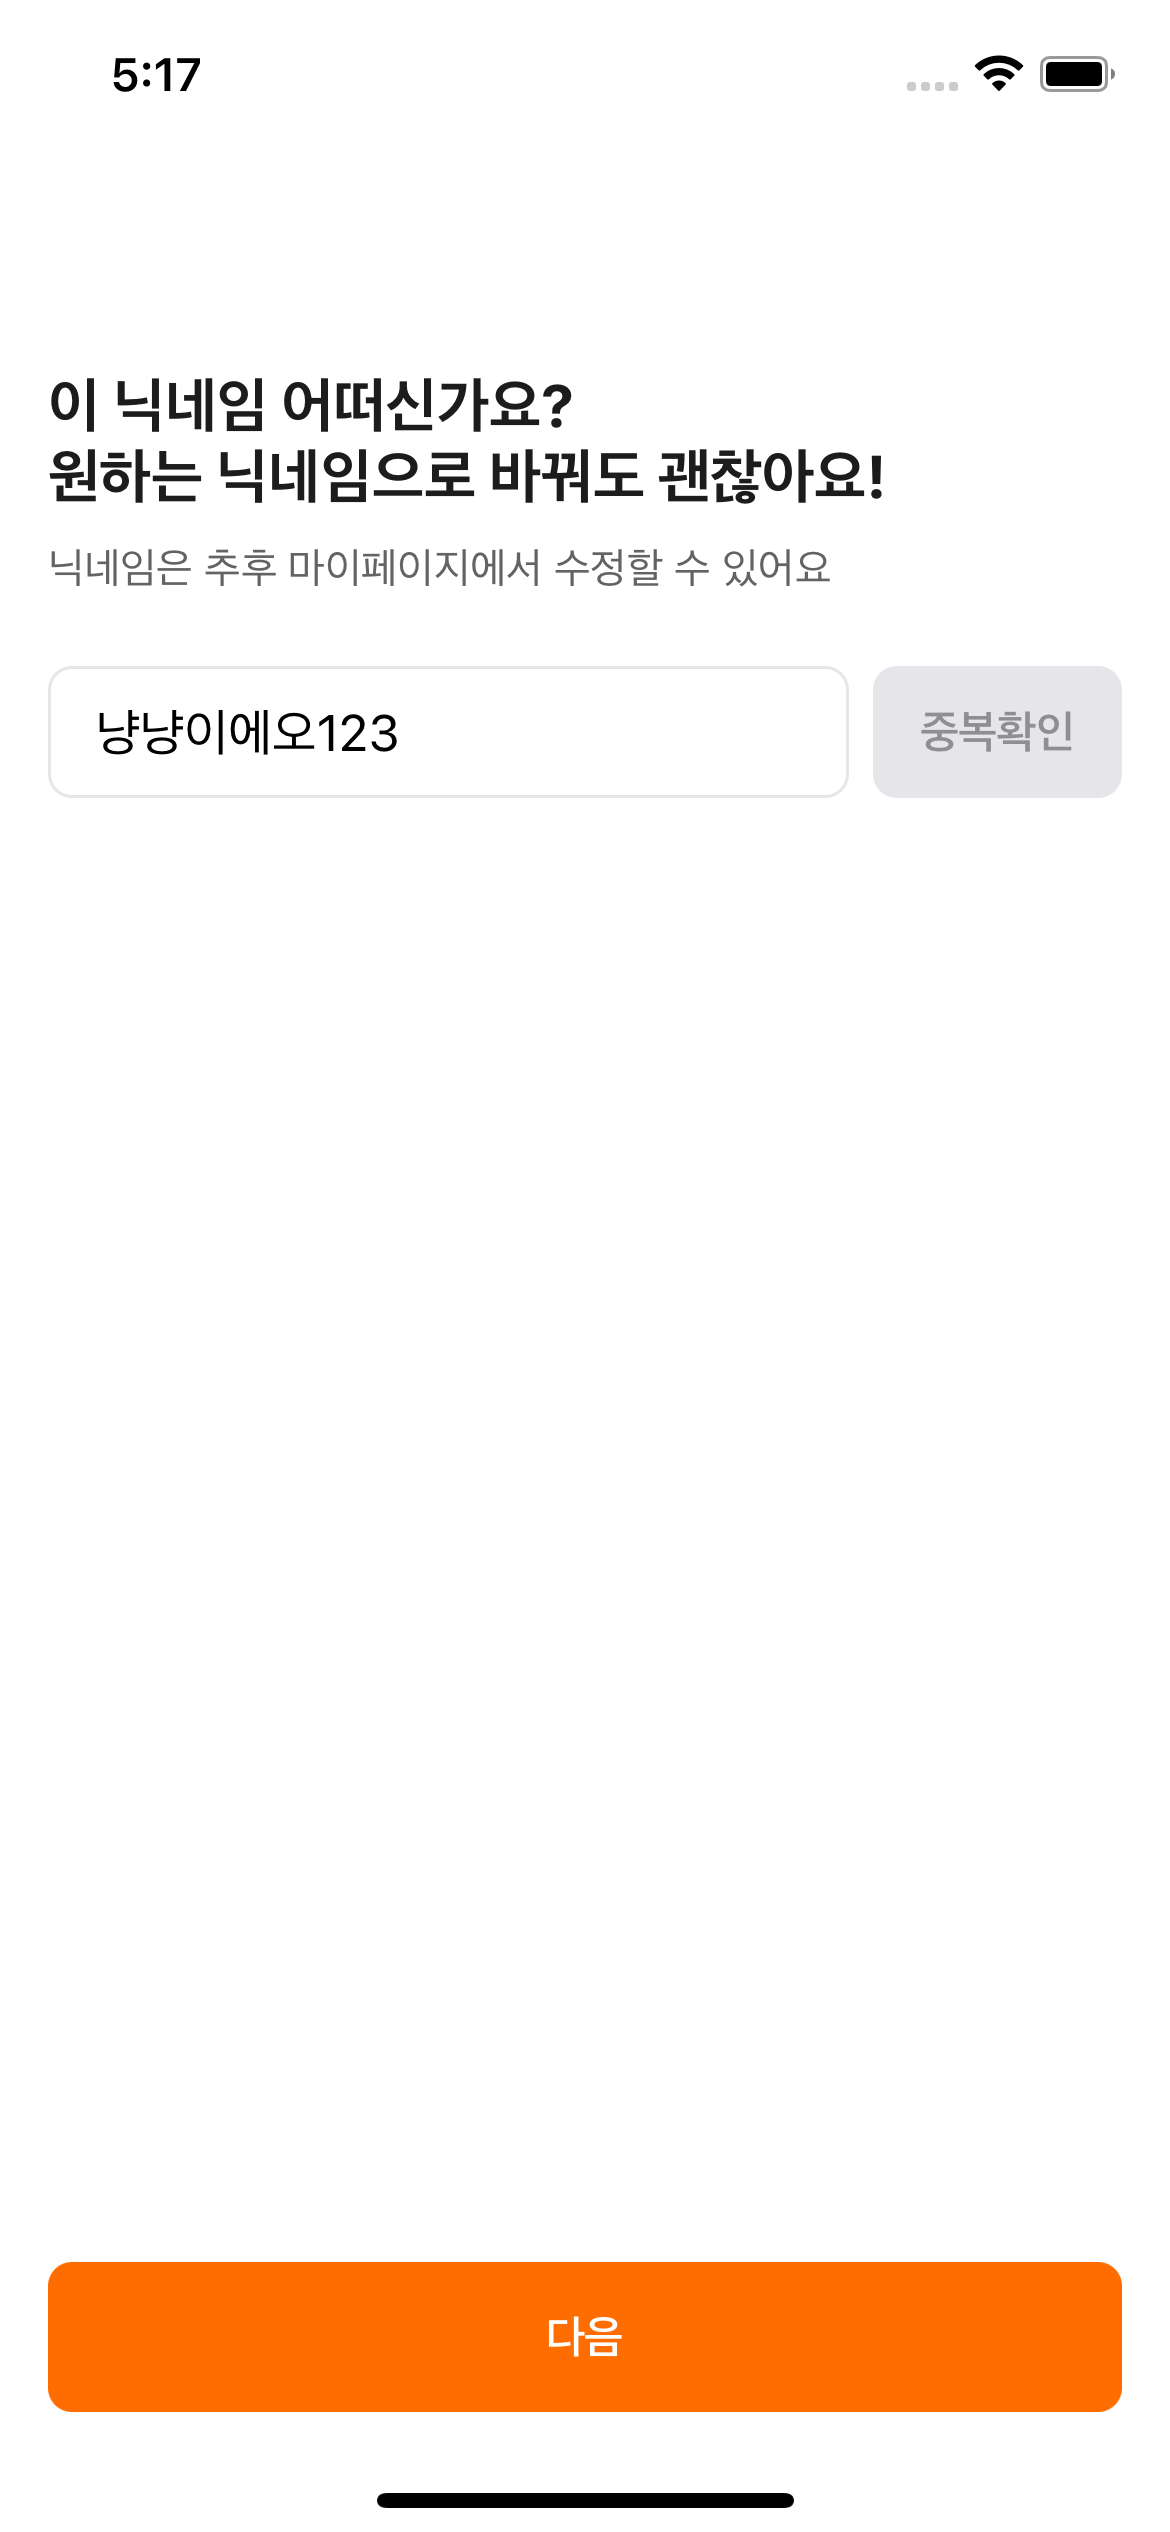 5:17
이 닉네임 어떠신가요?
원하는 닉네임으로 바꿔도 괜찮아요!
닉네임은 추후 마이페이지에서 수정할 수 있어요
냥냥이에오123
중복확인
다음